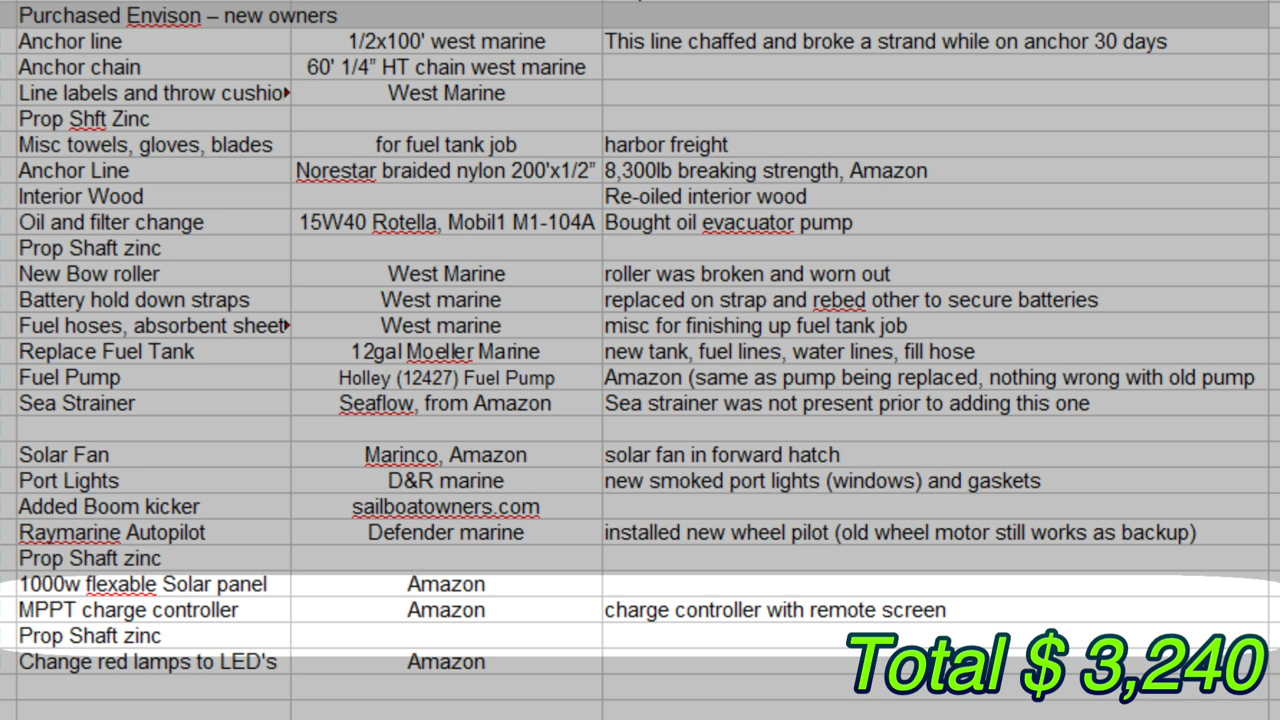 Purchased Envison – new owners
Anchor line 1/2x100' west marine This line chaffed and broke a strand while on anchor 30 days
Anchor chain 60' 1/4” HT chain west marine
Line labels and throw cushio West Marine
Prop Shft Zinc
Misc towels, gloves, blades for fuel tank job harbor freight
Anchor Line Norestar braided nylon 200'x1/2” 8,300lb breaking strength, Amazon
Interior Wood Re-oiled interior wood
Oil and filter change 15W40 Rotella, Mobil1 M1-104A Bought oil evacuator pump
Prop Shaft zinc
New Bow roller West Marine roller was broken and worn out
Battery hold down straps West marine replaced on strap and rebed other to secure batteries
Fuel hoses, absorbent sheet West marine misc for finishing up fuel tank job
Replace Fuel Tank 12gal Moeller Marine new tank, fuel lines, water lines, fill hose
Fuel Pump Holley (12427) Fuel Pump Amazon (same as pump being replaced, nothing wrong with old pump
Sea Strainer Seaflow, from Amazon Sea strainer was not present prior to adding this one
Solar Fan Marinco, Amazon solar fan in forward hatch
Port Lights D&R marine new smoked port lights (windows) and gaskets
Added Boom kicker sailboatowners.com
Raymarine Autopilot Defender marine installed new wheel pilot (old wheel motor still works as backup)
Prop Shaft zinc
1000w flexable Solar panel Amazon
MPPT charge controller Amazon charge controller with remote screen
Prop Shaft zinc
Change red lamps to LED's Amazon
Total $ 3,240